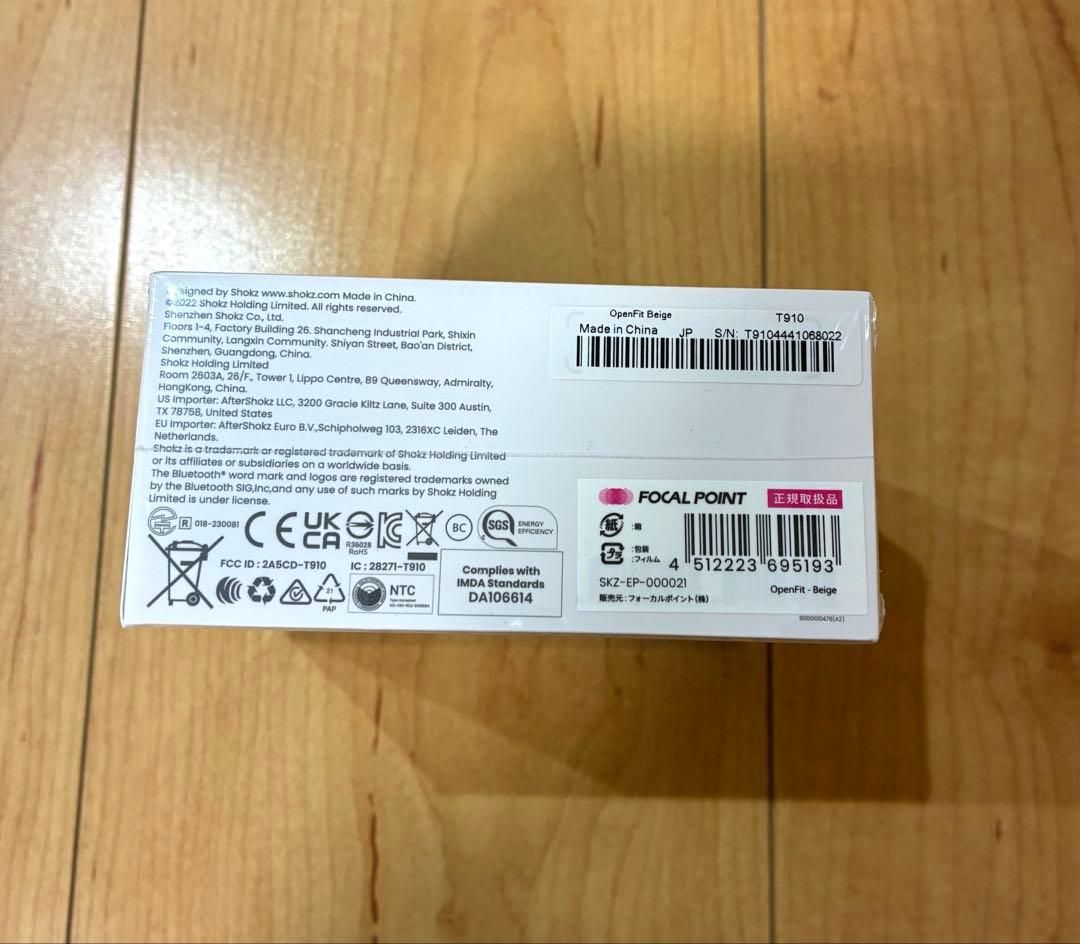 Designed by Shokz www.shokz.com Made in China.
©2022 Shokz Holding Limited. All rights reserved.
Shenzhen Shokz Co., Ltd.
Floors 1-4, Factory Building 26. Shancheng Industrial Park, Shixin
Community, Langxin Community. Shiyan Street, Bao'an District,
Shenzhen, Guangdong, China.
Shokz Holding Limited
Room 2603A, 26/F., Tower 1, Lippo Centre, 89 Queensway, Admiralty,
HongKong, China.
US Importer: AfterShokz LLC, 3200 Gracie Kiltz Lane, Suite 300 Austin,
TX 78758, United States
EU Importer: AfterShokz Euro B.V.,Schipholweg 103, 2316XC Leiden, The
Netherlands.
Shokz is a trademark or registered trademark of Shokz Holding Limited
or its affiliates or subsidiaries on a worldwide basis.
The Bluetooth® word mark and logos are registered trademarks owned
by the Bluetooth SIG,Inc,and any use of such marks by Shokz Holding
Limited is under license.
R 018-230081
CE
UK
CA
R36028
RoHS
BC
SGS
ENERGY
EFFICIENCY
FCC ID : 2A5CD-T910
IC : 28271-T910
21
PAP
NTC
Type Accepted
Complies with
IMDA Standards
DA106614
OpenFit Beige
T910
Made in China
JP
S/N: T9104441068022
FOCAL POINT
正規取扱品
紙
:箱
プラ
:包装
:フィルム
4 512223 695193
SKZ-EP-000021
OpenFit - Beige
販売元 : フォーカルポイント(株)